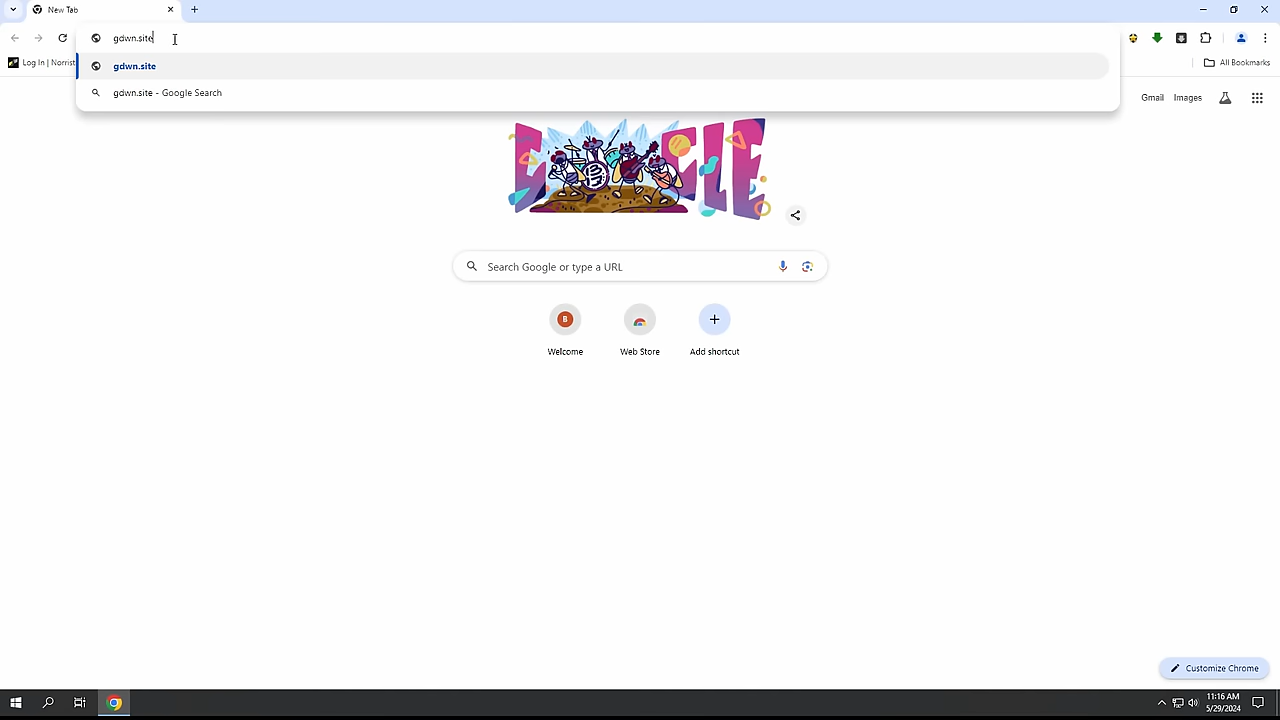 New Tab
gdwn.site
Log In | Norrist
All Bookmarks
gdwn.site
gdwn.site - Google Search
Gmail
Images
Search Google or type a URL
B
Welcome
Web Store
Add shortcut
Customize Chrome
11:16 AM
5/29/2024